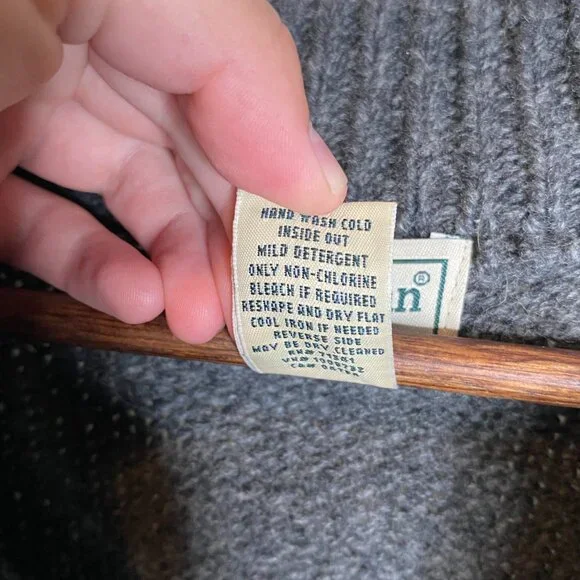 HAND WASH COLD
INSIDE OUT
MILD DETERGENT
ONLY NON-CHLORINE
BLEACH IF REQUIRED
RESHAPE AND DRY FLAT
COOL IRON IF NEEDED
REVERSE SIDE
MAY BE DRY CLEANED
RN#
n®